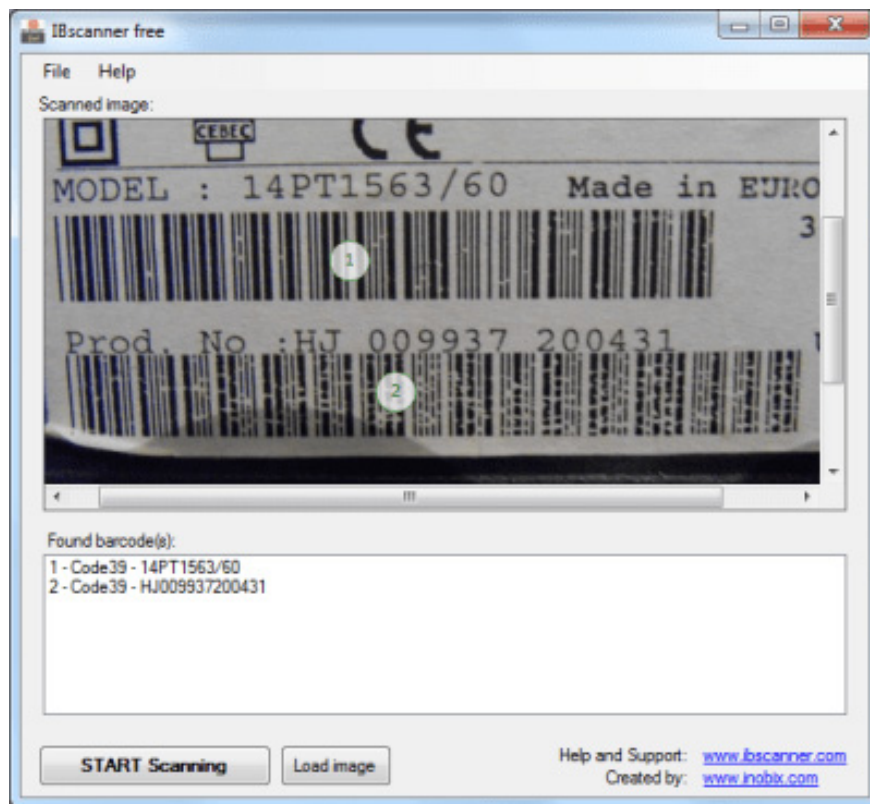 IBscanner free
File Help
Scanned image:
CEBEC
CE
MODEL : 14PT1563/60 Made in EURO
3
1
Prod. No :HJ 009937 200431
2
Found barcode(s):
1 - Code39 - 14PT1563/60
2 - Code39 - HJ009937200431
START Scanning Load image
Help and Support: www.ibscanner.com
Created by: www.inobix.com